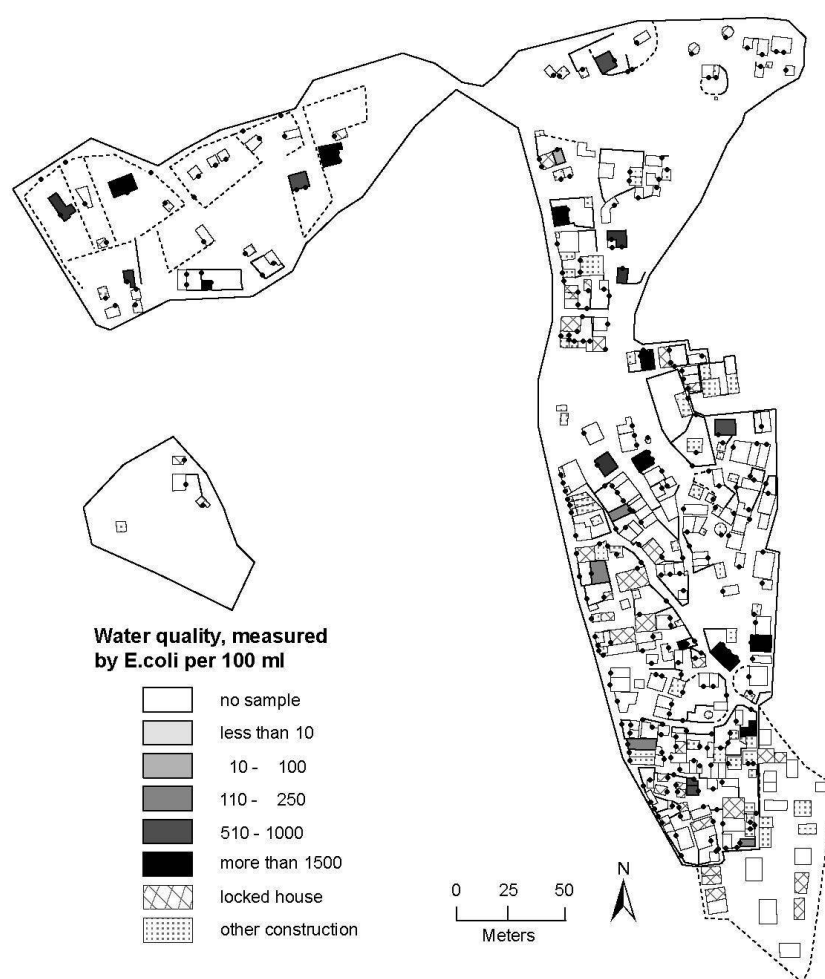 Water quality, measured
by E.coli per 100 ml
no sample
less than 10
10 - 100
110 - 250
510 - 1000
more than 1500
locked house
other construction
0 25 50
Meters
N